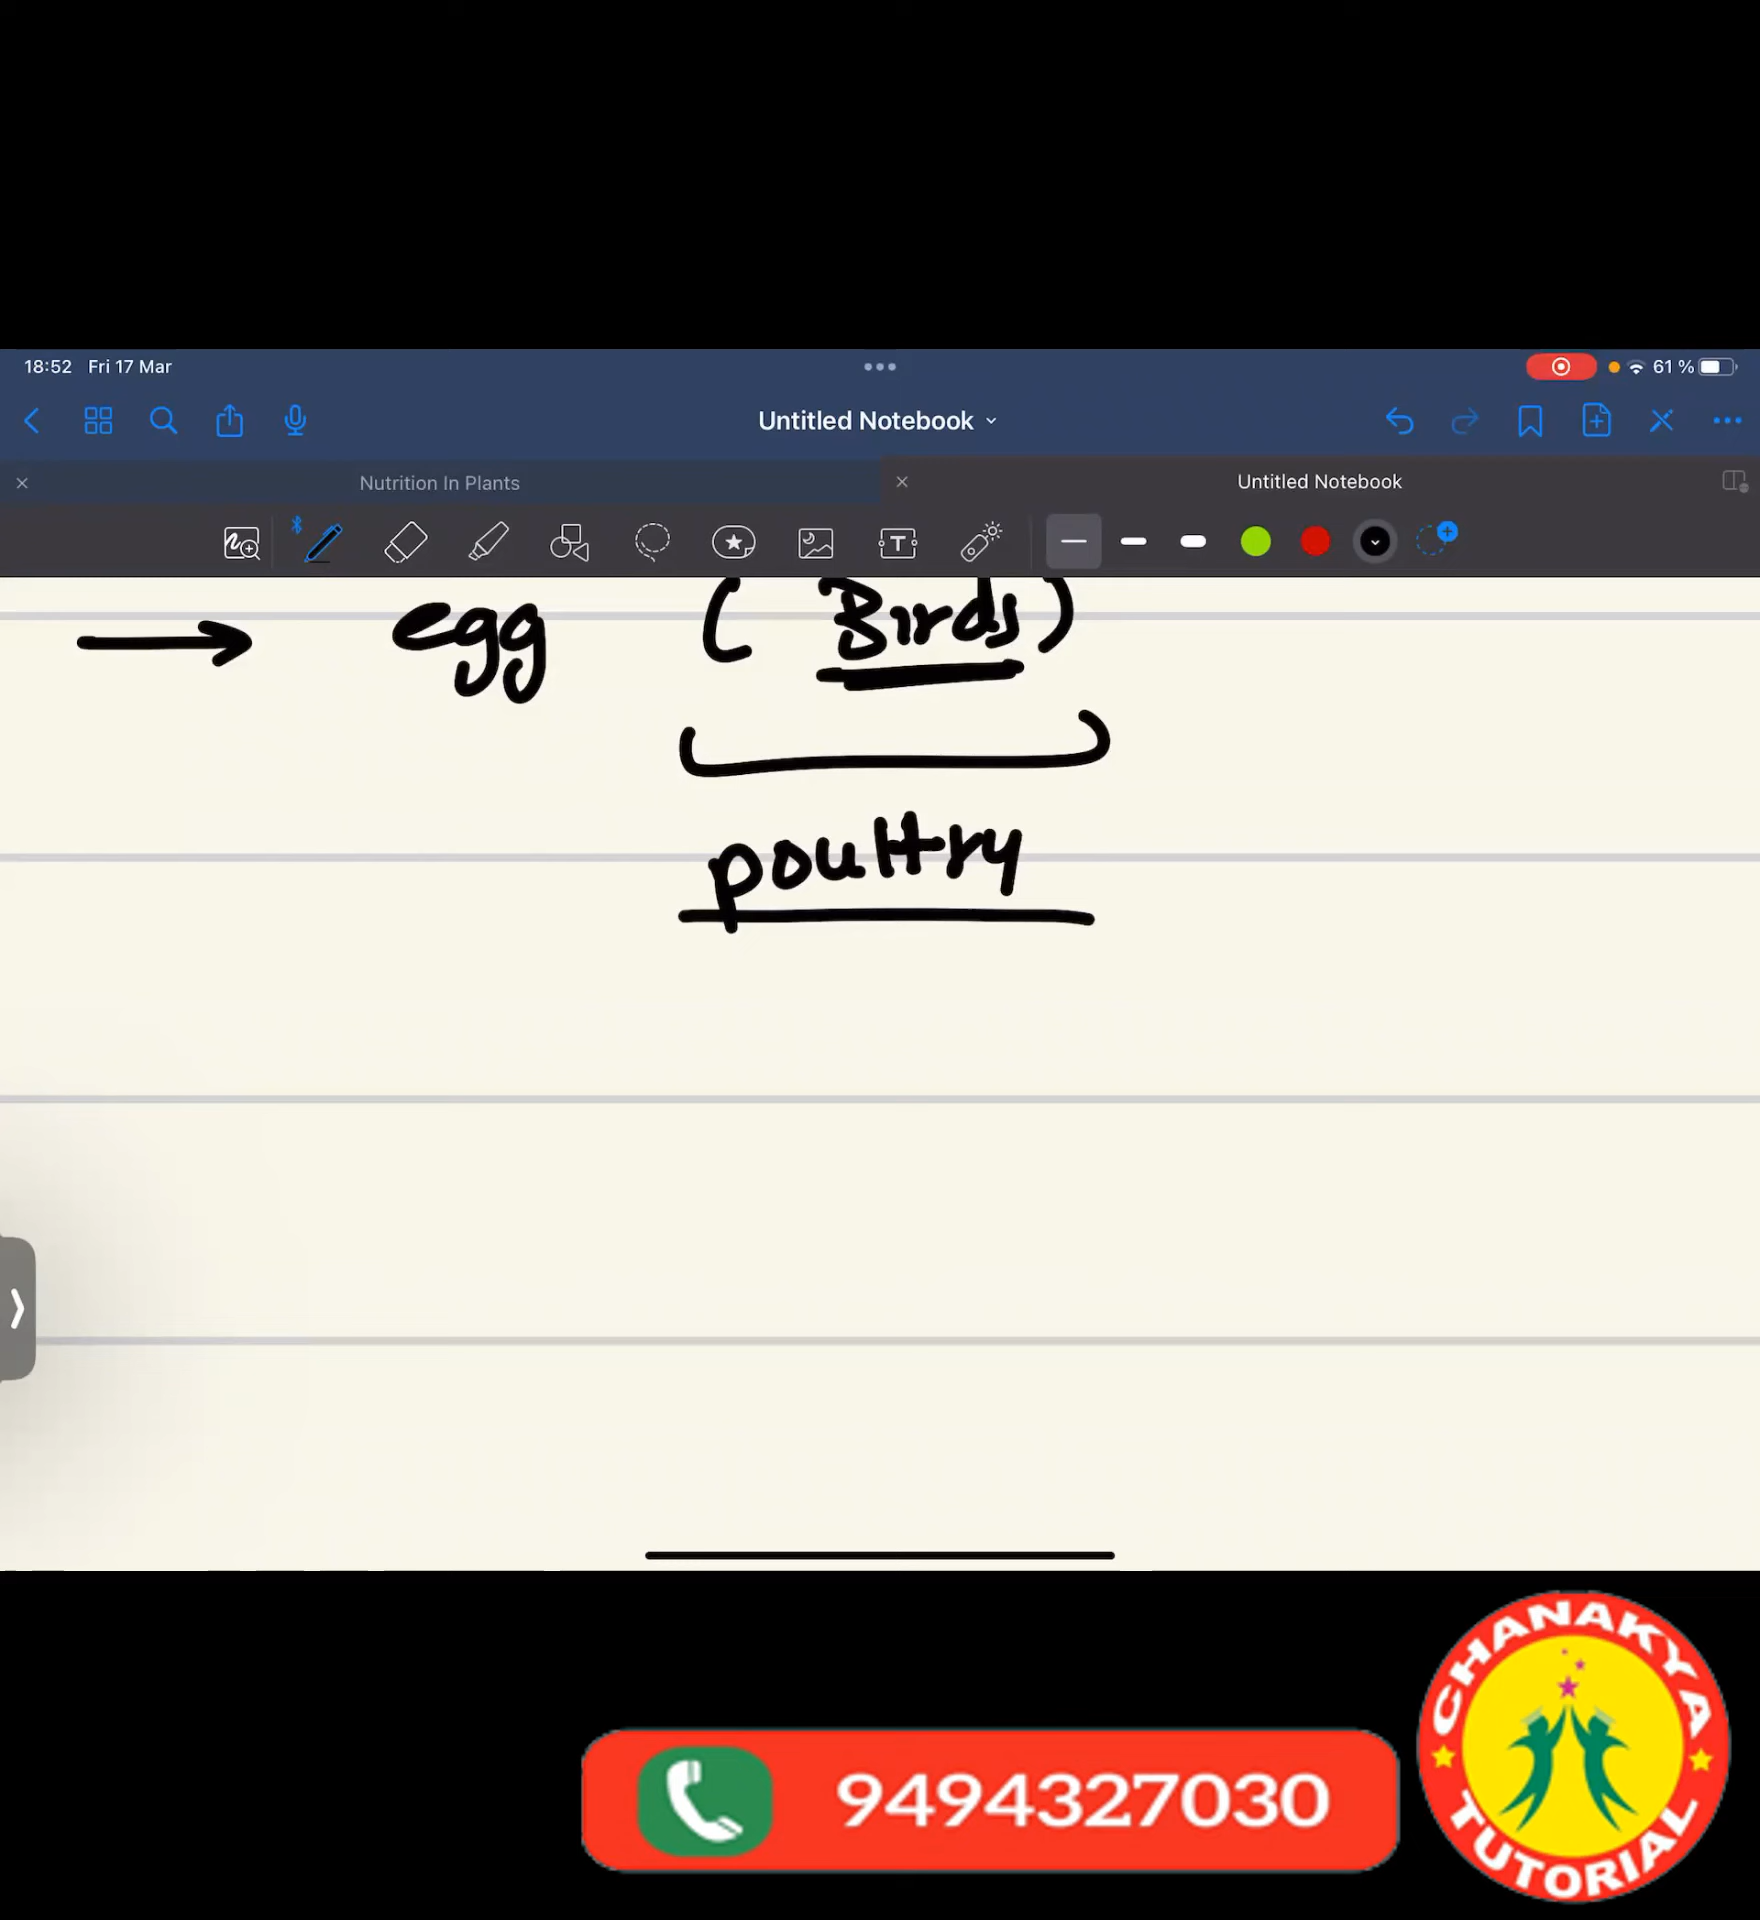 18:52 Fri 17 Mar
61 %
Untitled Notebook
Nutrition In Plants
Untitled Notebook
T
→ egg (Birds)
poultry
9494327030
CHANAKYA
TUTORIAL